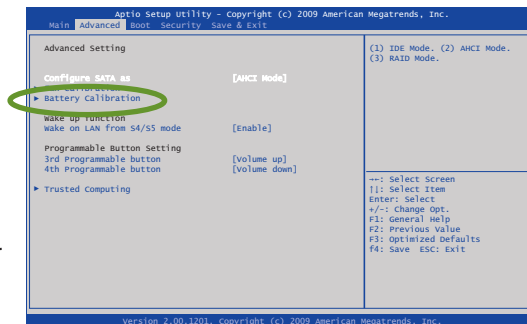 Aptio Setup Utility - Copyright (c) 2009 American Megatrends, Inc.
Main Advanced Boot Security Save & Exit
Advanced Setting
Configure SATA as [AHCI Mode]
Calibration
► Battery Calibration
Wake up function
Wake on LAN from S4/S5 mode [Enable]
Programmable Button Setting
3rd Programmable button [Volume up]
4th Programmable button [Volume down]
► Trusted Computing
(1) IDE Mode. (2) AHCI Mode.
(3) RAID Mode.
→←: Select Screen
↑↓: Select Item
Enter: Select
+/-: Change Opt.
F1: General Help
F2: Previous Value
F3: Optimized Defaults
f4: Save ESC: Exit
Version 2.00.1201. Copyright (c) 2009 American Megatrends, Inc.